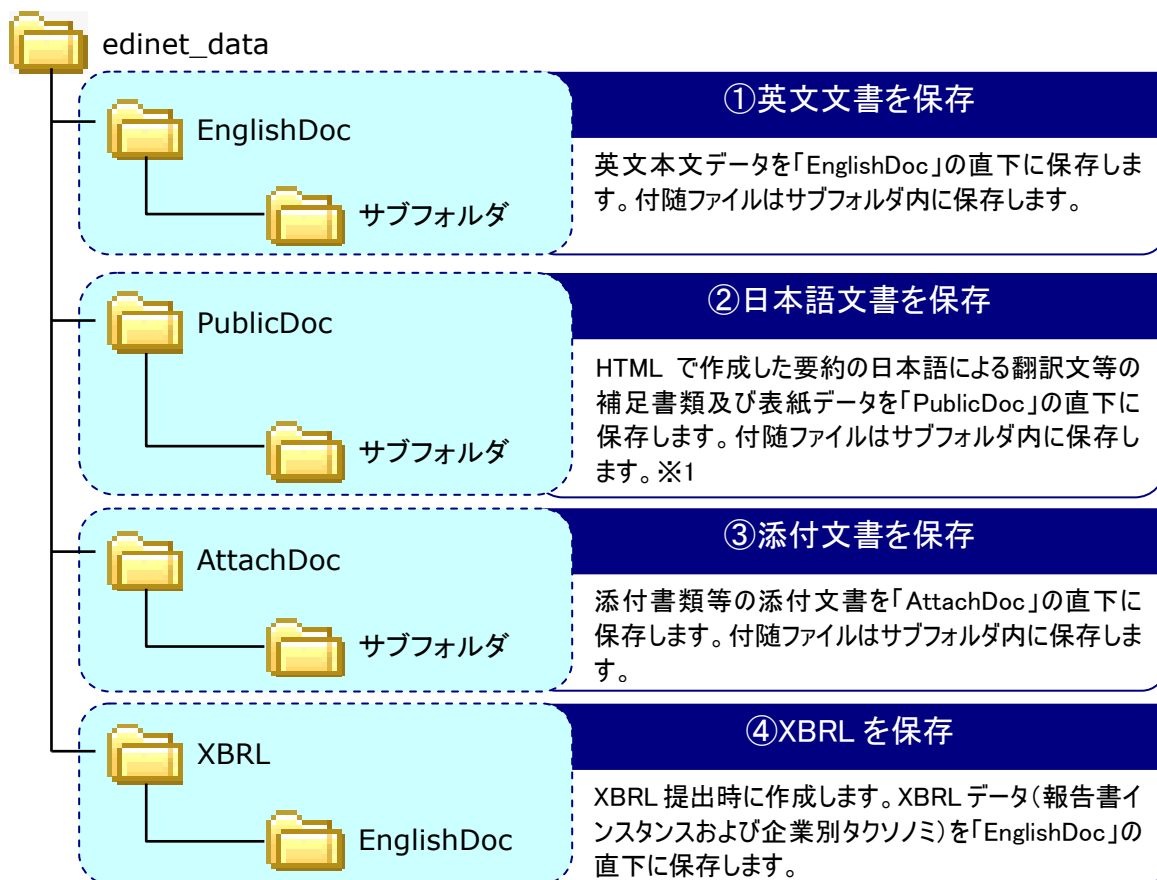 edinet_data
①英文文書を保存
EnglishDoc
サブフォルダ
英文本文データを「EnglishDoc」の直下に保存しま
す。付随ファイルはサブフォルダ内に保存します。
②日本語文書を保存
PublicDoc
サブフォルダ
HTML で作成した要約の日本語による翻訳文等の
補足書類及び表紙データを「PublicDoc」の直下に
保存します。付随ファイルはサブフォルダ内に保存し
ます。※1
③添付文書を保存
AttachDoc
サブフォルダ
添付書類等の添付文書を「AttachDoc」の直下に
保存します。付随ファイルはサブフォルダ内に保存しま
す。
④XBRL を保存
XBRL
EnglishDoc
XBRL 提出時に作成します。XBRL データ（報告書イ
ンスタンスおよび企業別タクソノミ）を「EnglishDoc」の
直下に保存します。